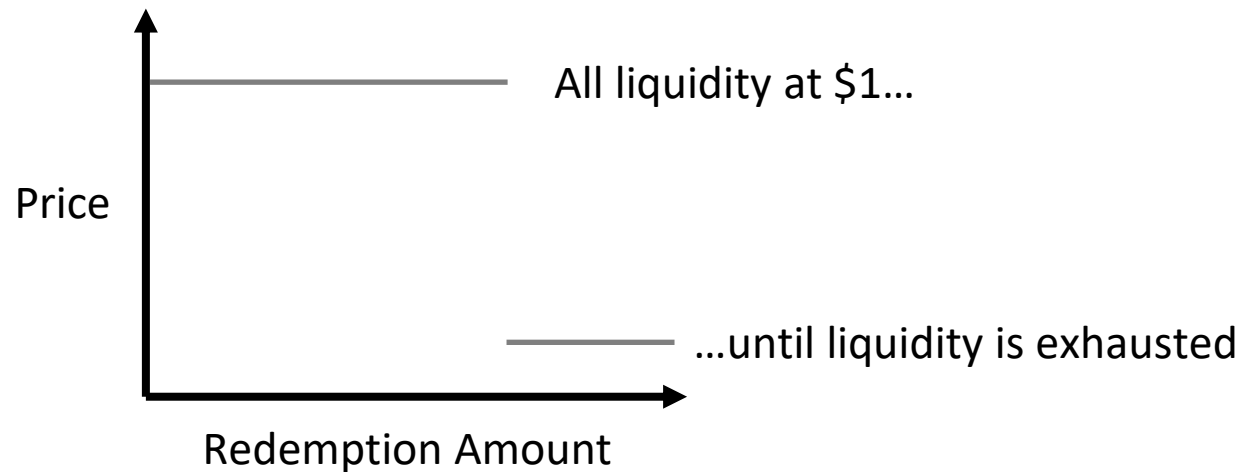 All liquidity at $1…
Price
…until liquidity is exhausted
Redemption Amount